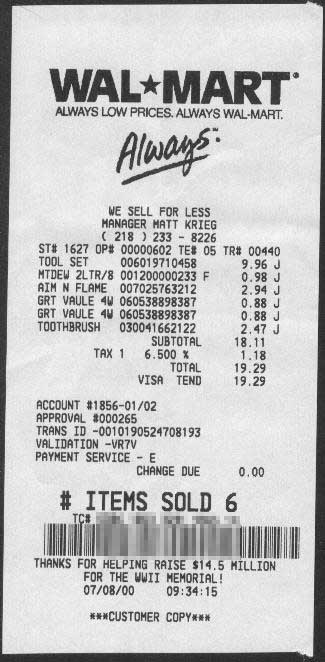 WAL★MART®
ALWAYS LOW PRICES. ALWAYS WAL-MART.
Always.™
WE SELL FOR LESS
MANAGER MATT KRIEG
( 218 ) 233 - 8226
ST# 1627 OP# 00000602 TE# 05 TR# 00440
TOOL SET 006019710458 9.96 J
MTDEW 2LTR/8 001200000233 F 0.98 J
AIM N FLAME 007025763212 2.94 J
GRT VAULE 4W 060538898387 0.88 J
GRT VAULE 4W 060538898387 0.88 J
TOOTHBRUSH 030041662122 2.47 J
SUBTOTAL 18.11
TAX 1 6.500 % 1.18
TOTAL 19.29
VISA TEND 19.29
ACCOUNT #1856-01/02
APPROVAL #000265
TRANS ID -0010190524708193
VALIDATION -VR7V
PAYMENT SERVICE - E
CHANGE DUE 0.00
# ITEMS SOLD 6
TC#
THANKS FOR HELPING RAISE $14.5 MILLION
FOR THE WWII MEMORIAL!
07/08/00 09:34:15
***CUSTOMER COPY***